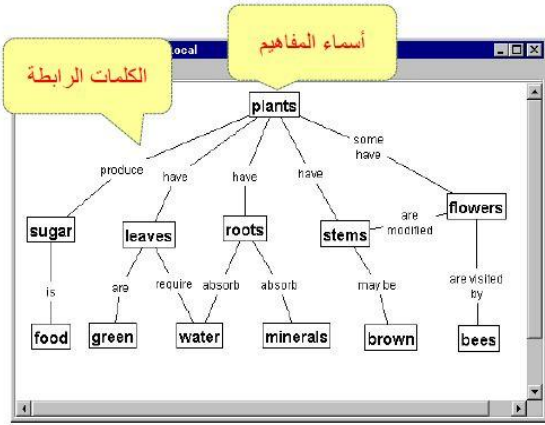 أسماء المفاهيم
Local
الكلمات الرابطة
plants
some
have
produce
have
have
have
flowers
sugar
leaves
roots
stems
are
modified
is
are
require
absorb
absorb
may be
are visited
by
food
green
water
minerals
brown
bees